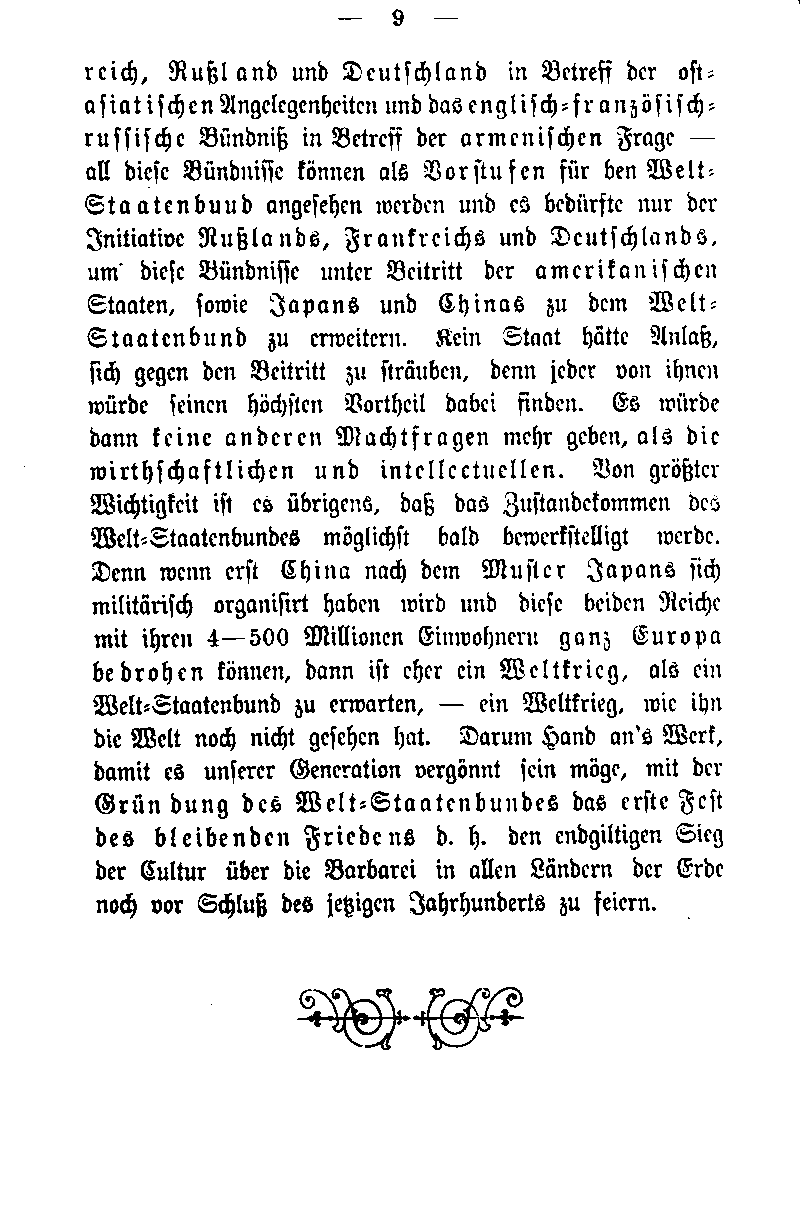 — 9 —
reich, Rußland und Deutschland in Betreff der ost-
asiatischen Angelegenheiten und das englisch-französisch-
russische Bündniß in Betreff der armenischen Frage —
all diese Bündnisse können als Vorstufen für ben Welt-
Staatenbuud angesehen werden und es bedürfte nur der
Initiative Rußlands, Frankreichs und Deutschlands,
um diese Bündnisse unter Beitritt der amerikanischen
Staaten, sowie Japans und Chinas zu dem Welt-
Staatenbund zu erweitern. Kein Staat hätte Anlaß,
sich gegen den Beitritt zu sträuben, denn jeder von ihnen
würde seinen höchsten Vortheil dabei finden. Es würde
dann keine anderen Machtfragen mehr geben, als die
wirthschaftlichen und intellectuellen. Von größter
Wichtigkeit ist es übrigens, daß das Zustandekommen des
Welt-Staatenbundes möglichst bald bewerkstelligt werde.
Denn wenn erst China nach dem Muster Japans sich
militärisch organisirt haben wird und diese beiden Reiche
mit ihren 4—500 Millionen Einwohnern ganz Europa
bedrohen können, dann ist eher ein Weltkrieg, als ein
Welt-Staatenbund zu erwarten, — ein Weltkrieg, wie ihn
die Welt noch nicht gesehen hat. Darum Hand an's Werk,
damit es unserer Generation vergönnt sein möge, mit der
Gründung des Welt-Staatenbundes das erste Fest
des bleibenden Friedens d. h. den endgiltigen Sieg
der Cultur über die Barbarei in allen Ländern der Erde
noch vor Schluß des jetzigen Jahrhunderts zu feiern.